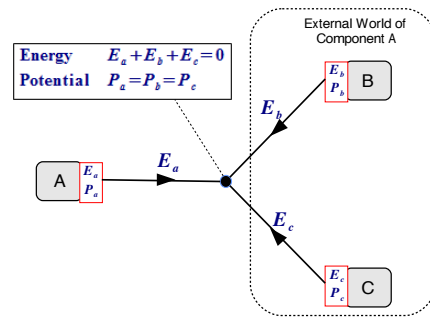 External World of
Component A
Energy E_a+E_b+E_c=0
Potential P_a=P_b=P_c
E_b
P_b
B
E_b
E_a
A
E_a
P_a
E_c
E_c
P_c
C